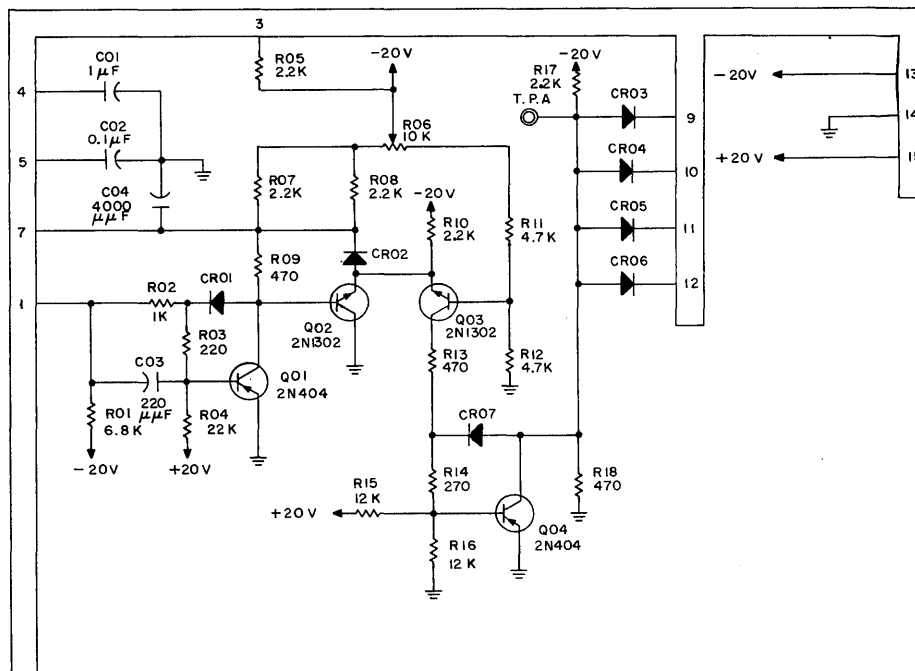 3
-20V
-20V
C01
1μF
R05
2.2K
R17
2.2K
13
-20V
4
T.P.A
CR03
9
14
R06
10K
C02
0.1μF
5
+20V
15
CR04
10
R07
2.2K
R08
2.2K
C04
4000
μμF
-20V
R10
2.2K
R11
4.7K
CR05
11
7
R09
470
CR02
CR06
12
1
R02
1K
CR01
Q02
2N1302
Q03
2N1302
R03
220
C03
220
μμF
Q01
2N404
R13
470
R12
4.7K
R01
6.8K
R04
22K
CR07
-20V
+20V
R14
270
R18
470
R15
12K
+20V
Q04
2N404
R16
12K